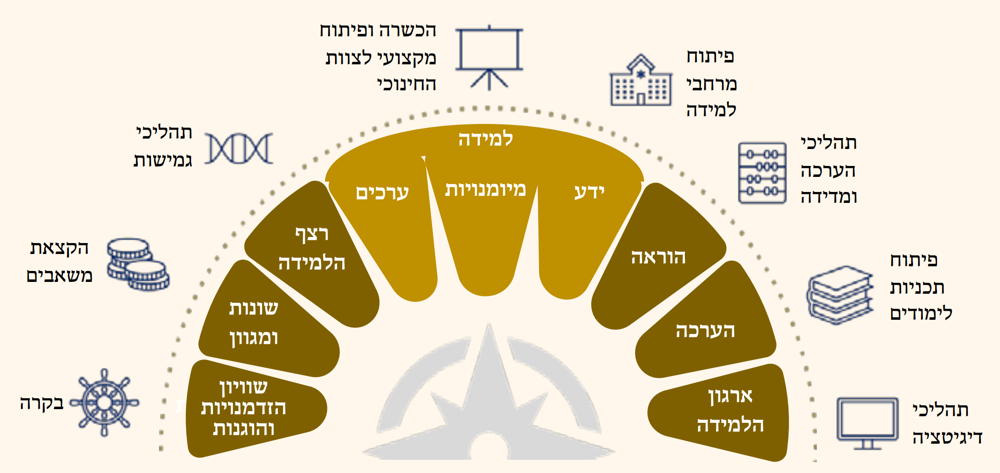 הכשרה ופיתוח
מקצועי לצוות
החינוכי
פיתוח
מרחבי
למידה
תהליכי
גמישות
תהליכי
הערכה
ומדידה
הקצאת
משאבים
פיתוח
תכניות
לימודים
בקרה
תהליכי
דיגיטציה
למידה
ידע
מיומנויות
ערכים
הוראה
רצף
הלמידה
הערכה
שונות
ומגוון
ארגון
הלמידה
שוויון
הזדמנויות
והוגנות